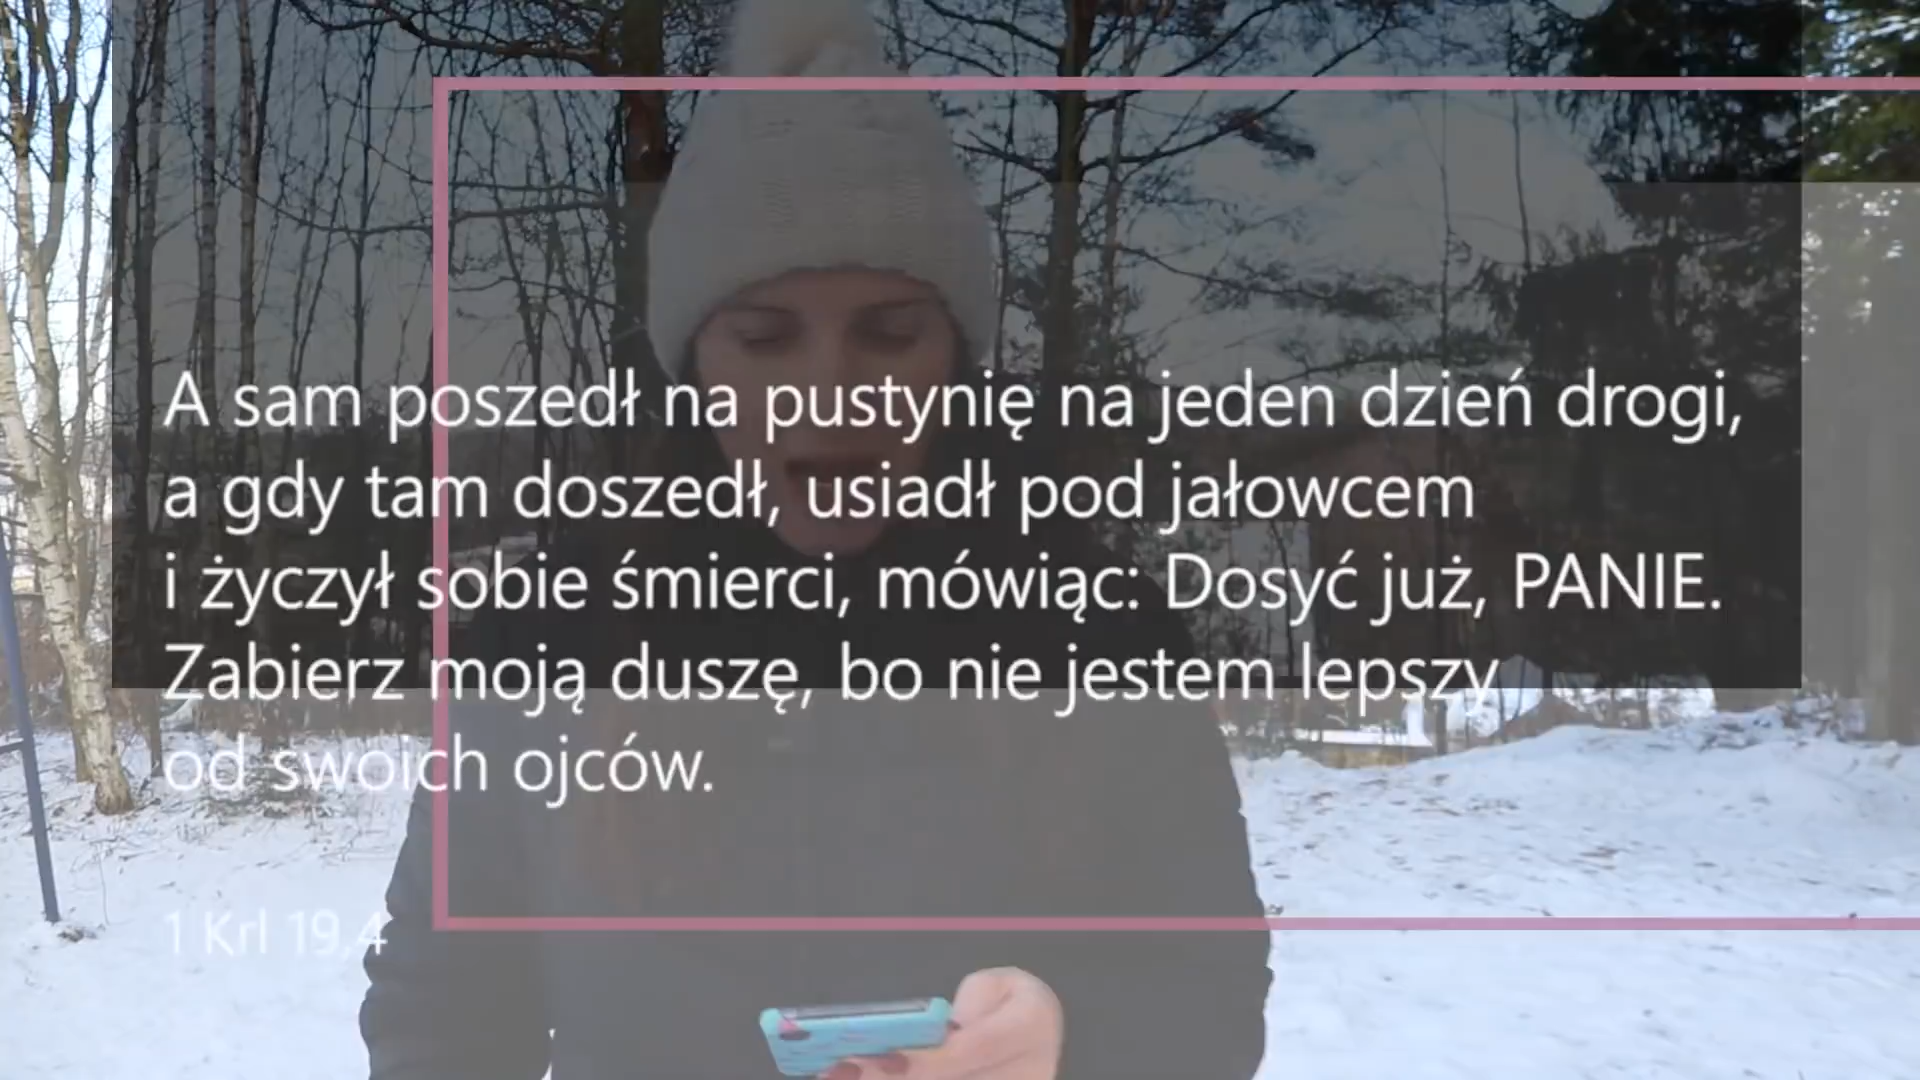 A sam poszedł na pustynię na jeden dzień drogi,
a gdy tam doszedł, usiadł pod jałowcem
i życzył sobie śmierci, mówiąc: Dosyć już, PANIE.
Zabierz moją duszę, bo nie jestem lepszy
od swoich ojców.
1 Krl 19,4